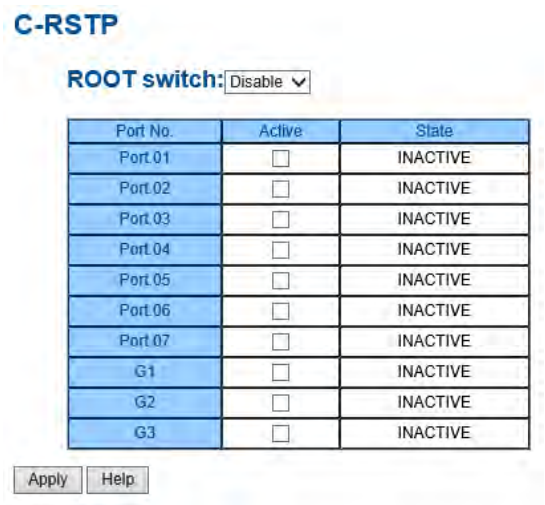 C-RSTP
ROOT switch: Disable
Port No. Active State
Port.01 INACTIVE
Port.02 INACTIVE
Port.03 INACTIVE
Port.04 INACTIVE
Port.05 INACTIVE
Port.06 INACTIVE
Port.07 INACTIVE
G1 INACTIVE
G2 INACTIVE
G3 INACTIVE
Apply Help